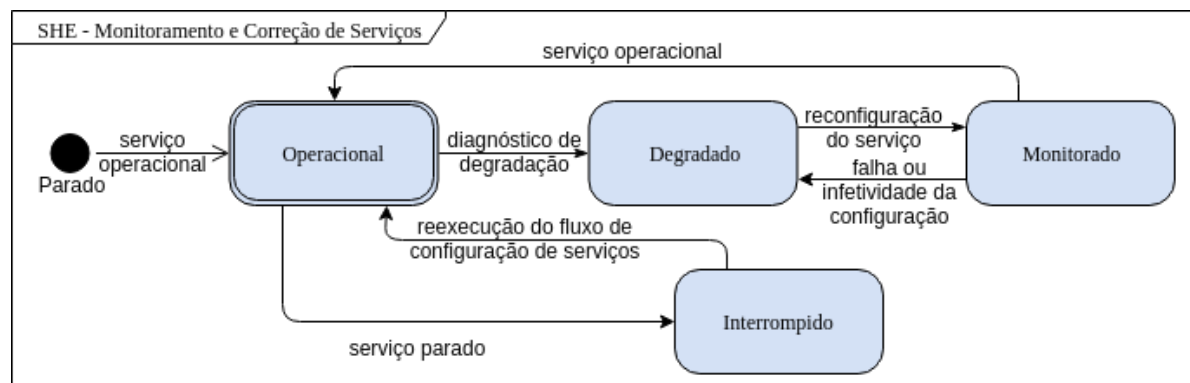 SHE - Monitoramento e Correção de Serviços
serviço operacional
serviço
operacional
Parado
Operacional
diagnóstico de
degradação
Degradado
reconfiguração
do serviço
falha ou
infetividade da
configuração
Monitorado
reexecução do fluxo de
configuração de serviços
Interrompido
serviço parado